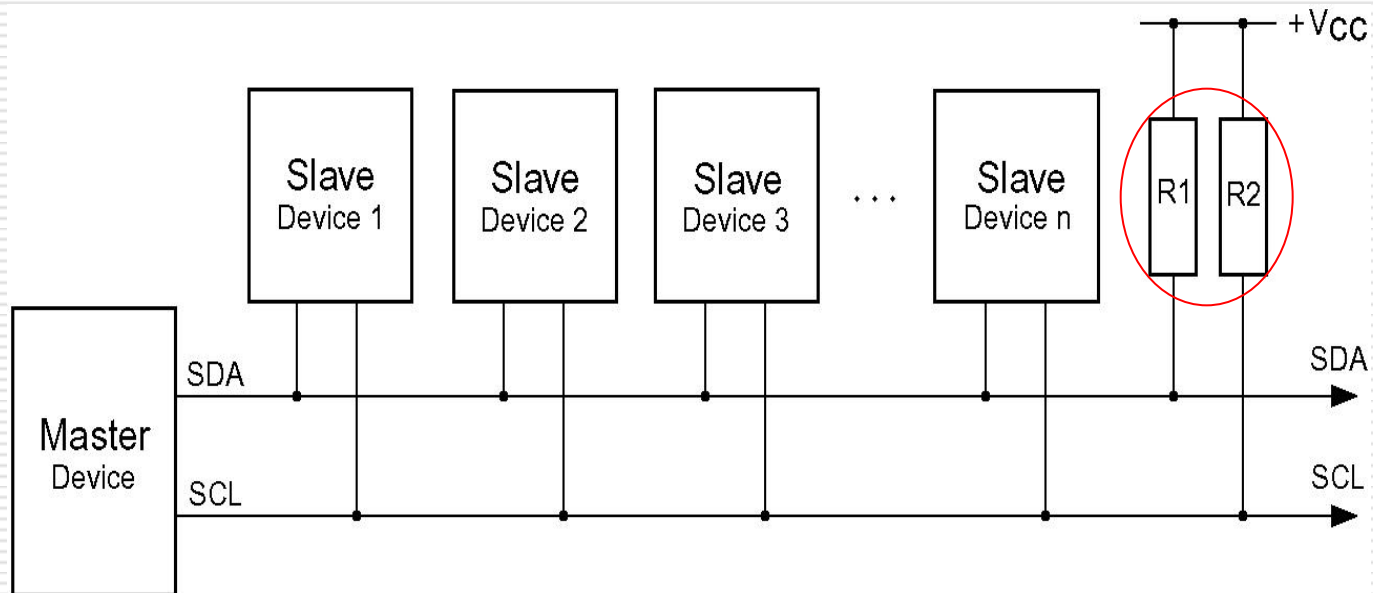 +VCC
Slave
Device 1
Slave
Device 2
Slave
Device 3
. . .
Slave
Device n
R1
R2
Master
Device
SDA
SCL
SDA
SCL